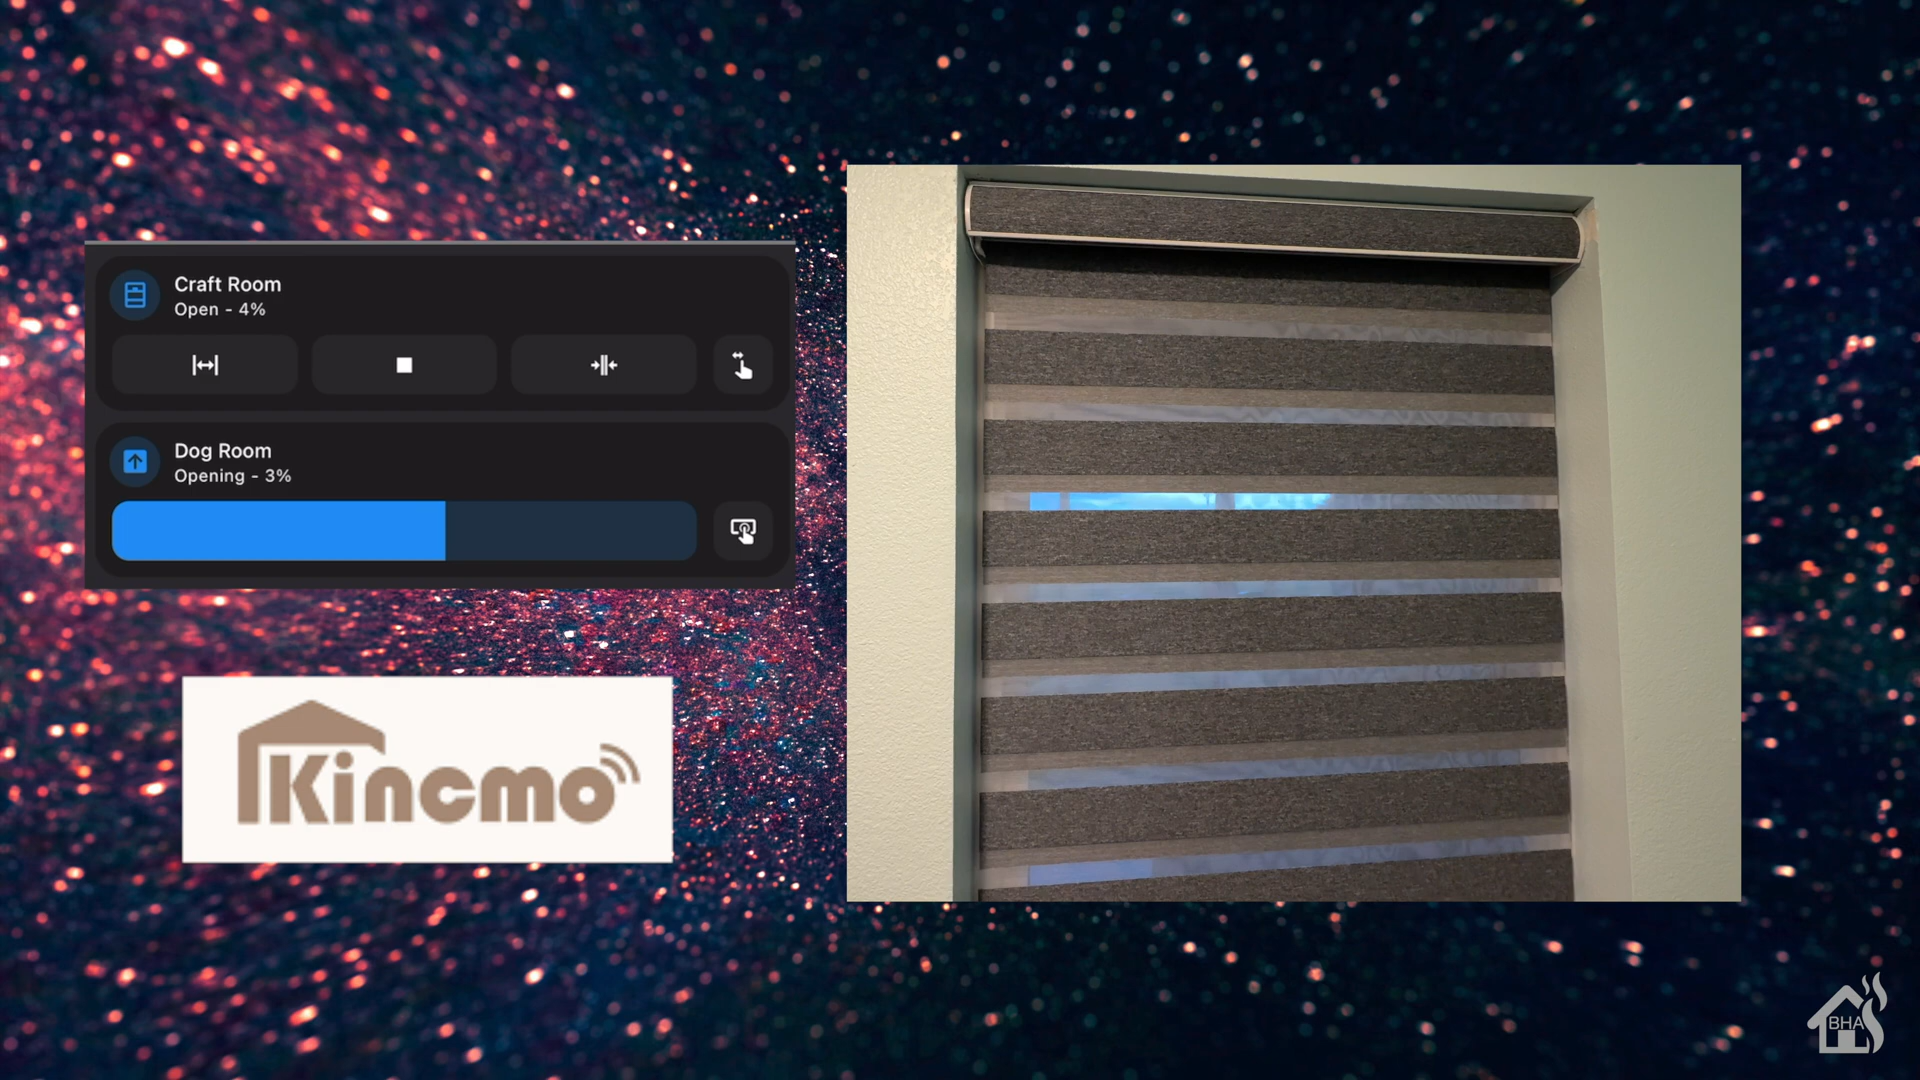 Craft Room
Open - 4%
Dog Room
Opening - 3%
Kincmo
BHA